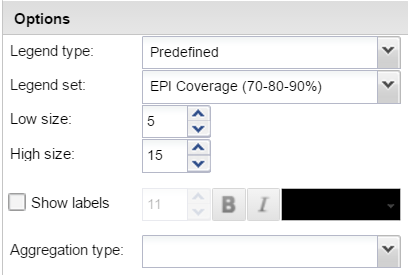 Options
Legend type: Predefined
Legend set: EPI Coverage (70-80-90%)
Low size: 5
High size: 15
Show labels 11 B I
Aggregation type: